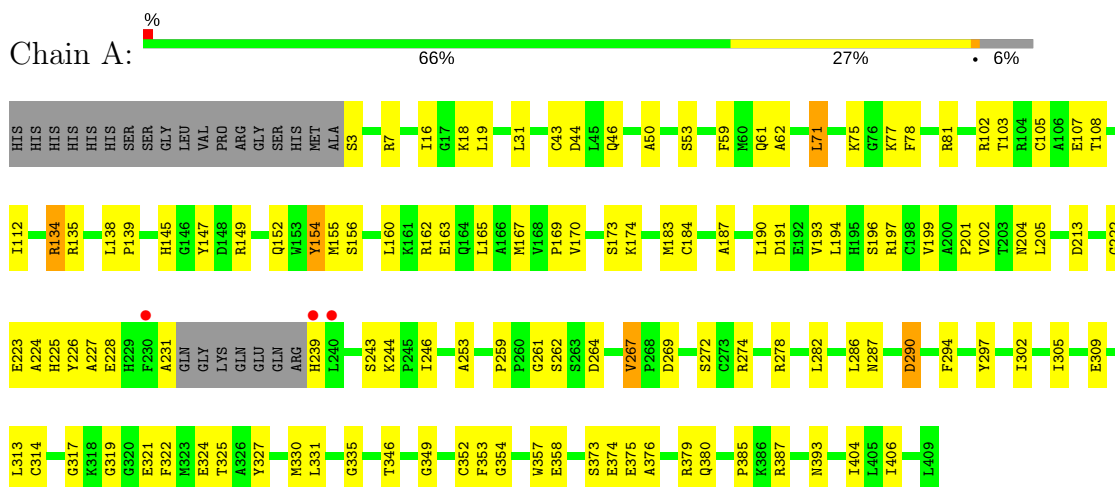 %
Chain A:
66% 27% • 6%
HIS HIS HIS HIS HIS HIS SER SER GLY LEU VAL PRO ARG GLY SER HIS MET ALA S3 R7 I16 G17 K18 L19 L31 C43 D44 L45 Q46 A50 S53 F59 M60 Q61 A62 L71 K75 G76 K77 F78 R81 R102 T103 R104 C105 A106 E107 T108
I112 R134 R135 L138 P139 H145 G146 Y147 D148 R149 Q152 W153 Y154 M155 S156 L160 K161 R162 E163 Q164 L165 A166 M167 V168 P169 V170 S173 K174 M183 C184 A187 L190 D191 E192 V193 L194 H195 S196 R197 C198 V199 A200 P201 V202 T203 N204 L205 D213
E223 A224 H225 Y226 A227 E228 H229 F230 A231 GLN GLY LYS GLN GLU GLN ARG H239 L240 S243 K244 P245 I246 A253 P259 P260 G261 S262 S263 D264 V267 P268 D269 S272 C273 R274 R278 L282 L286 N287 D290 F294 Y297 I302 I305 E309
L313 C314 G317 K318 G319 G320 E321 F322 M323 E324 T325 A326 Y327 M330 L331 G335 T346 G349 C352 F353 G354 W357 E358 S373 E374 E375 A376 R379 Q380 P385 K386 R387 N393 I404 L405 I406 L409